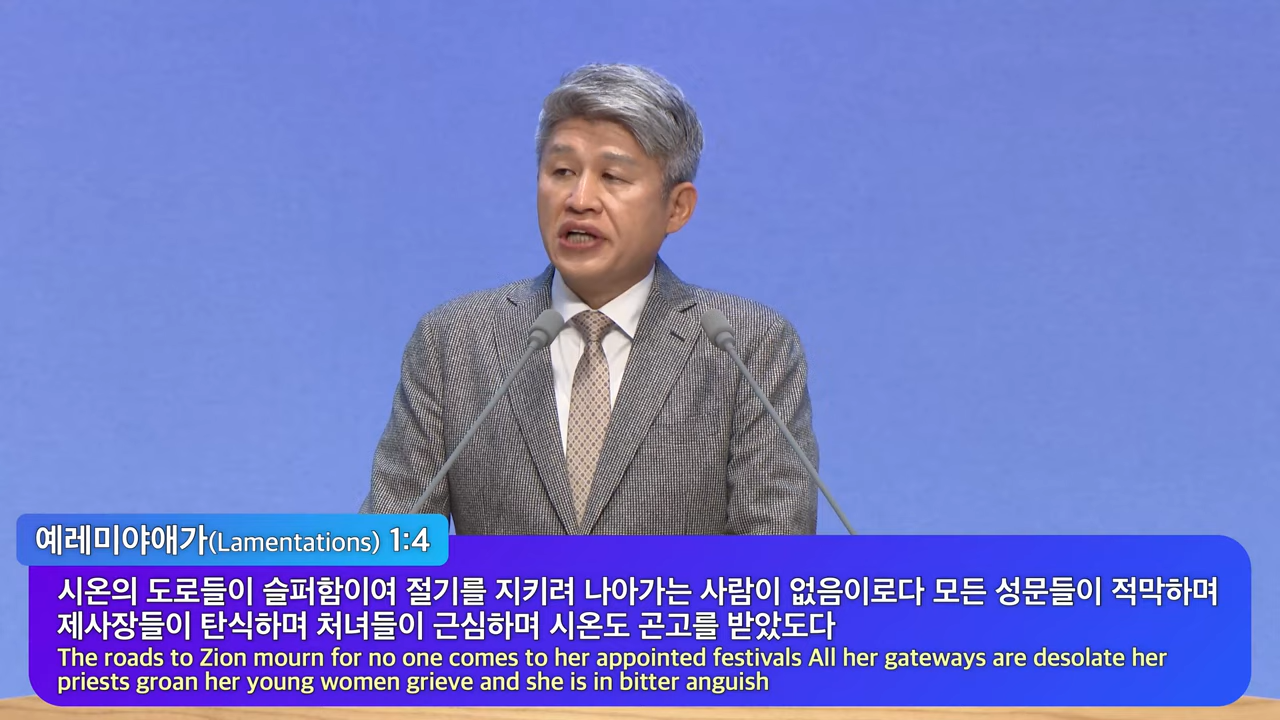 예레미야애가(Lamentations) 1:4
시온의 도로들이 슬퍼함이여 절기를 지키려 나아가는 사람이 없음이로다 모든 성문들이 적막하며
제사장들이 탄식하며 처녀들이 근심하며 시온도 곤고를 받았도다
The roads to Zion mourn for no one comes to her appointed festivals All her gateways are desolate her
priests groan her young women grieve and she is in bitter anguish